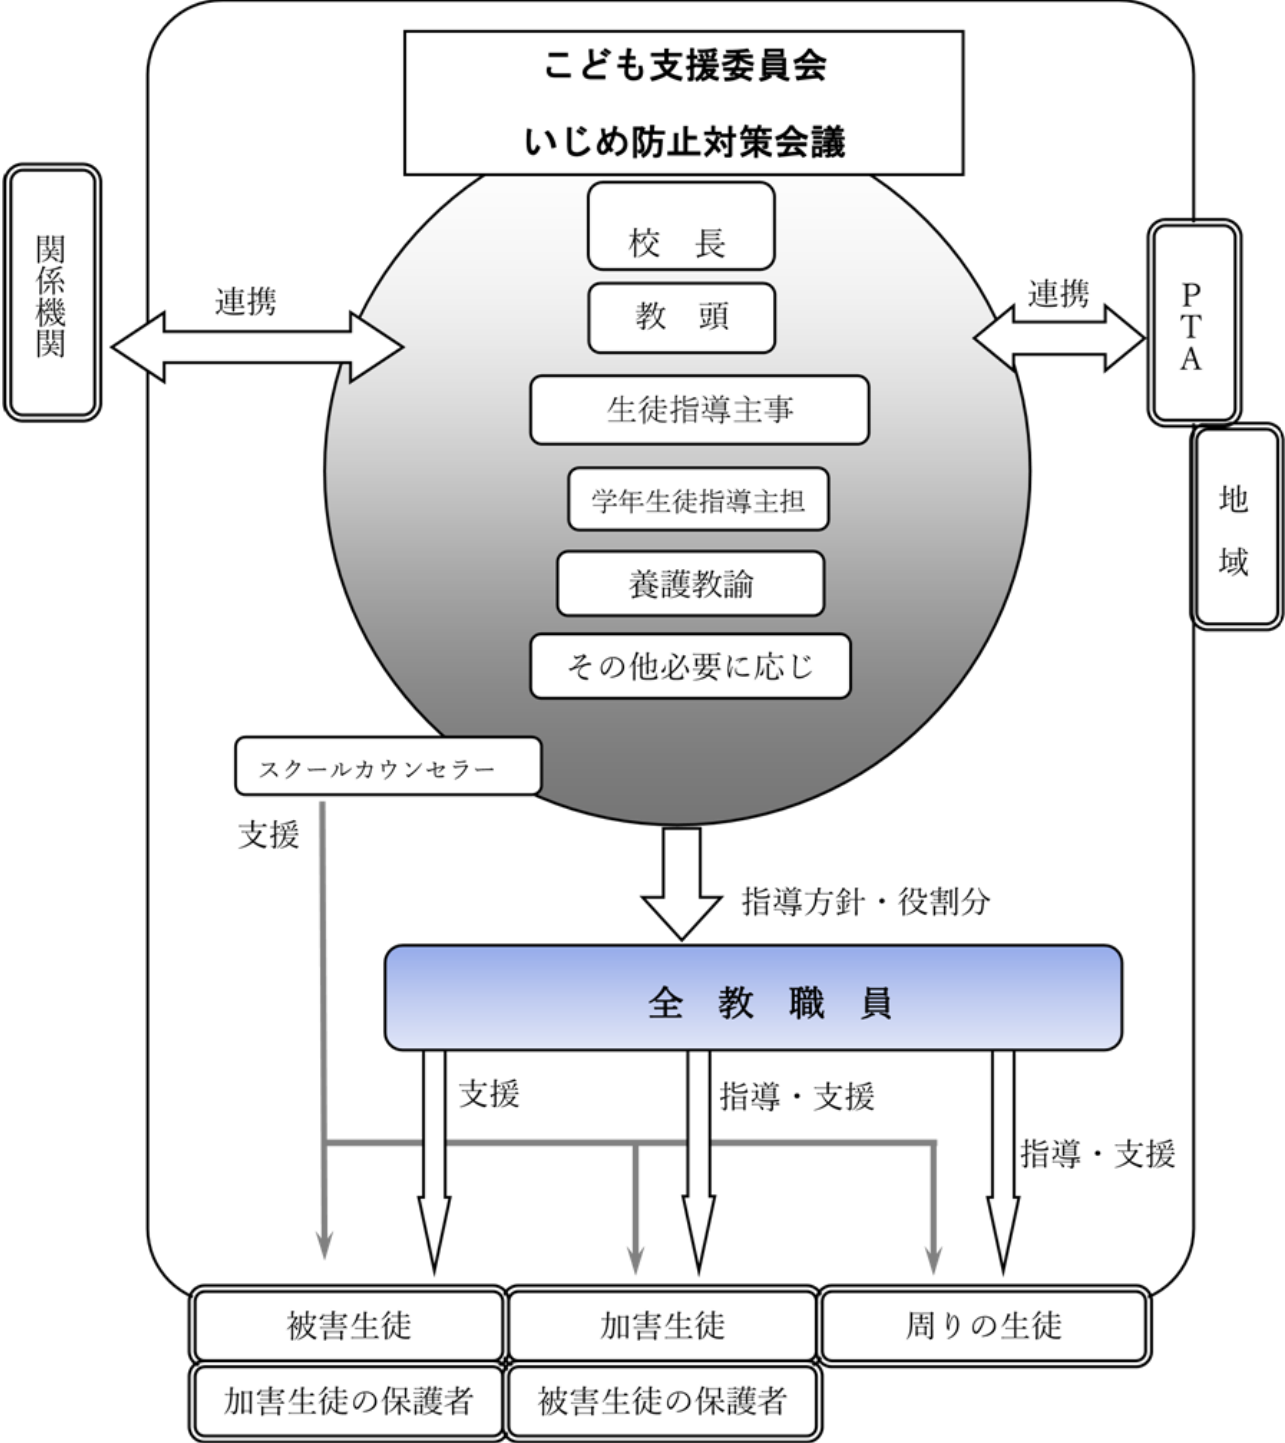 こども支援委員会
いじめ防止対策会議
校　長
教　頭
生徒指導主事
学年生徒指導主担
養護教諭
その他必要に応じ
関係機関
連携
連携
PTA
地域
スクールカウンセラー
支援
指導方針・役割分
全　教　職　員
支援
指導・支援
指導・支援
被害生徒
加害生徒
周りの生徒
加害生徒の保護者
被害生徒の保護者